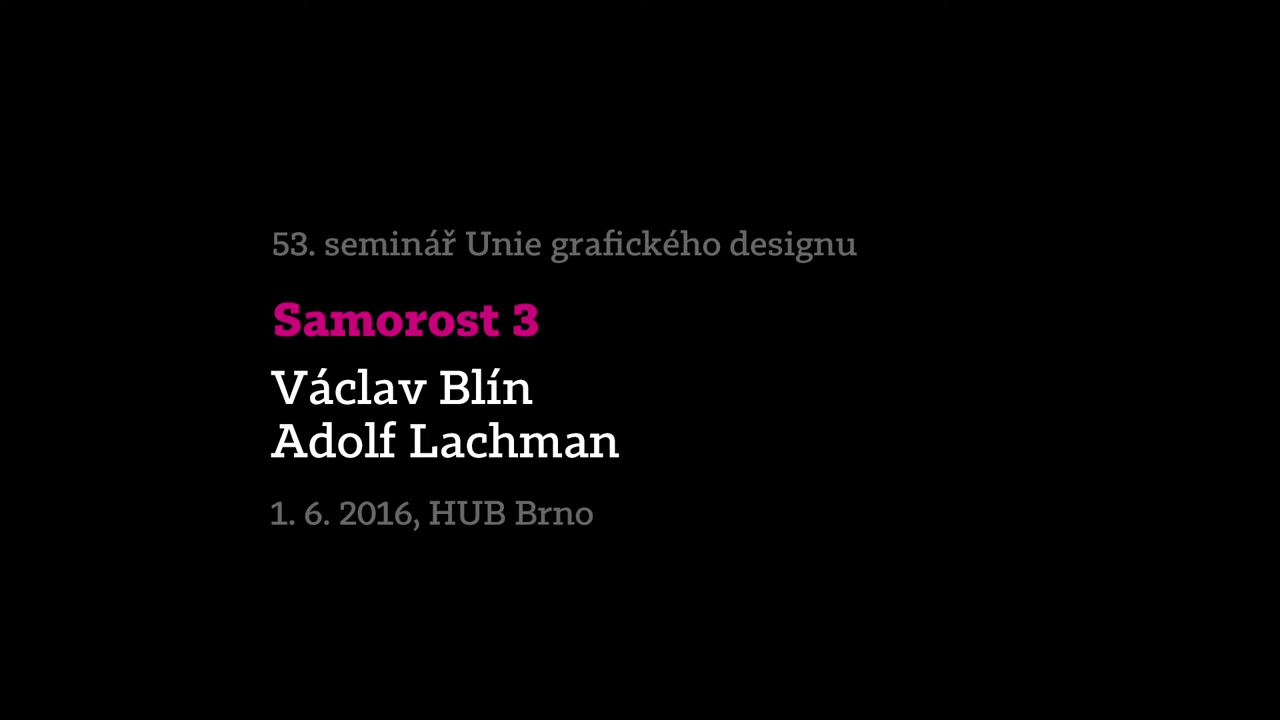 53. seminář Unie grafického designu
Samorost 3
Václav Blín
Adolf Lachman
1. 6. 2016, HUB Brno